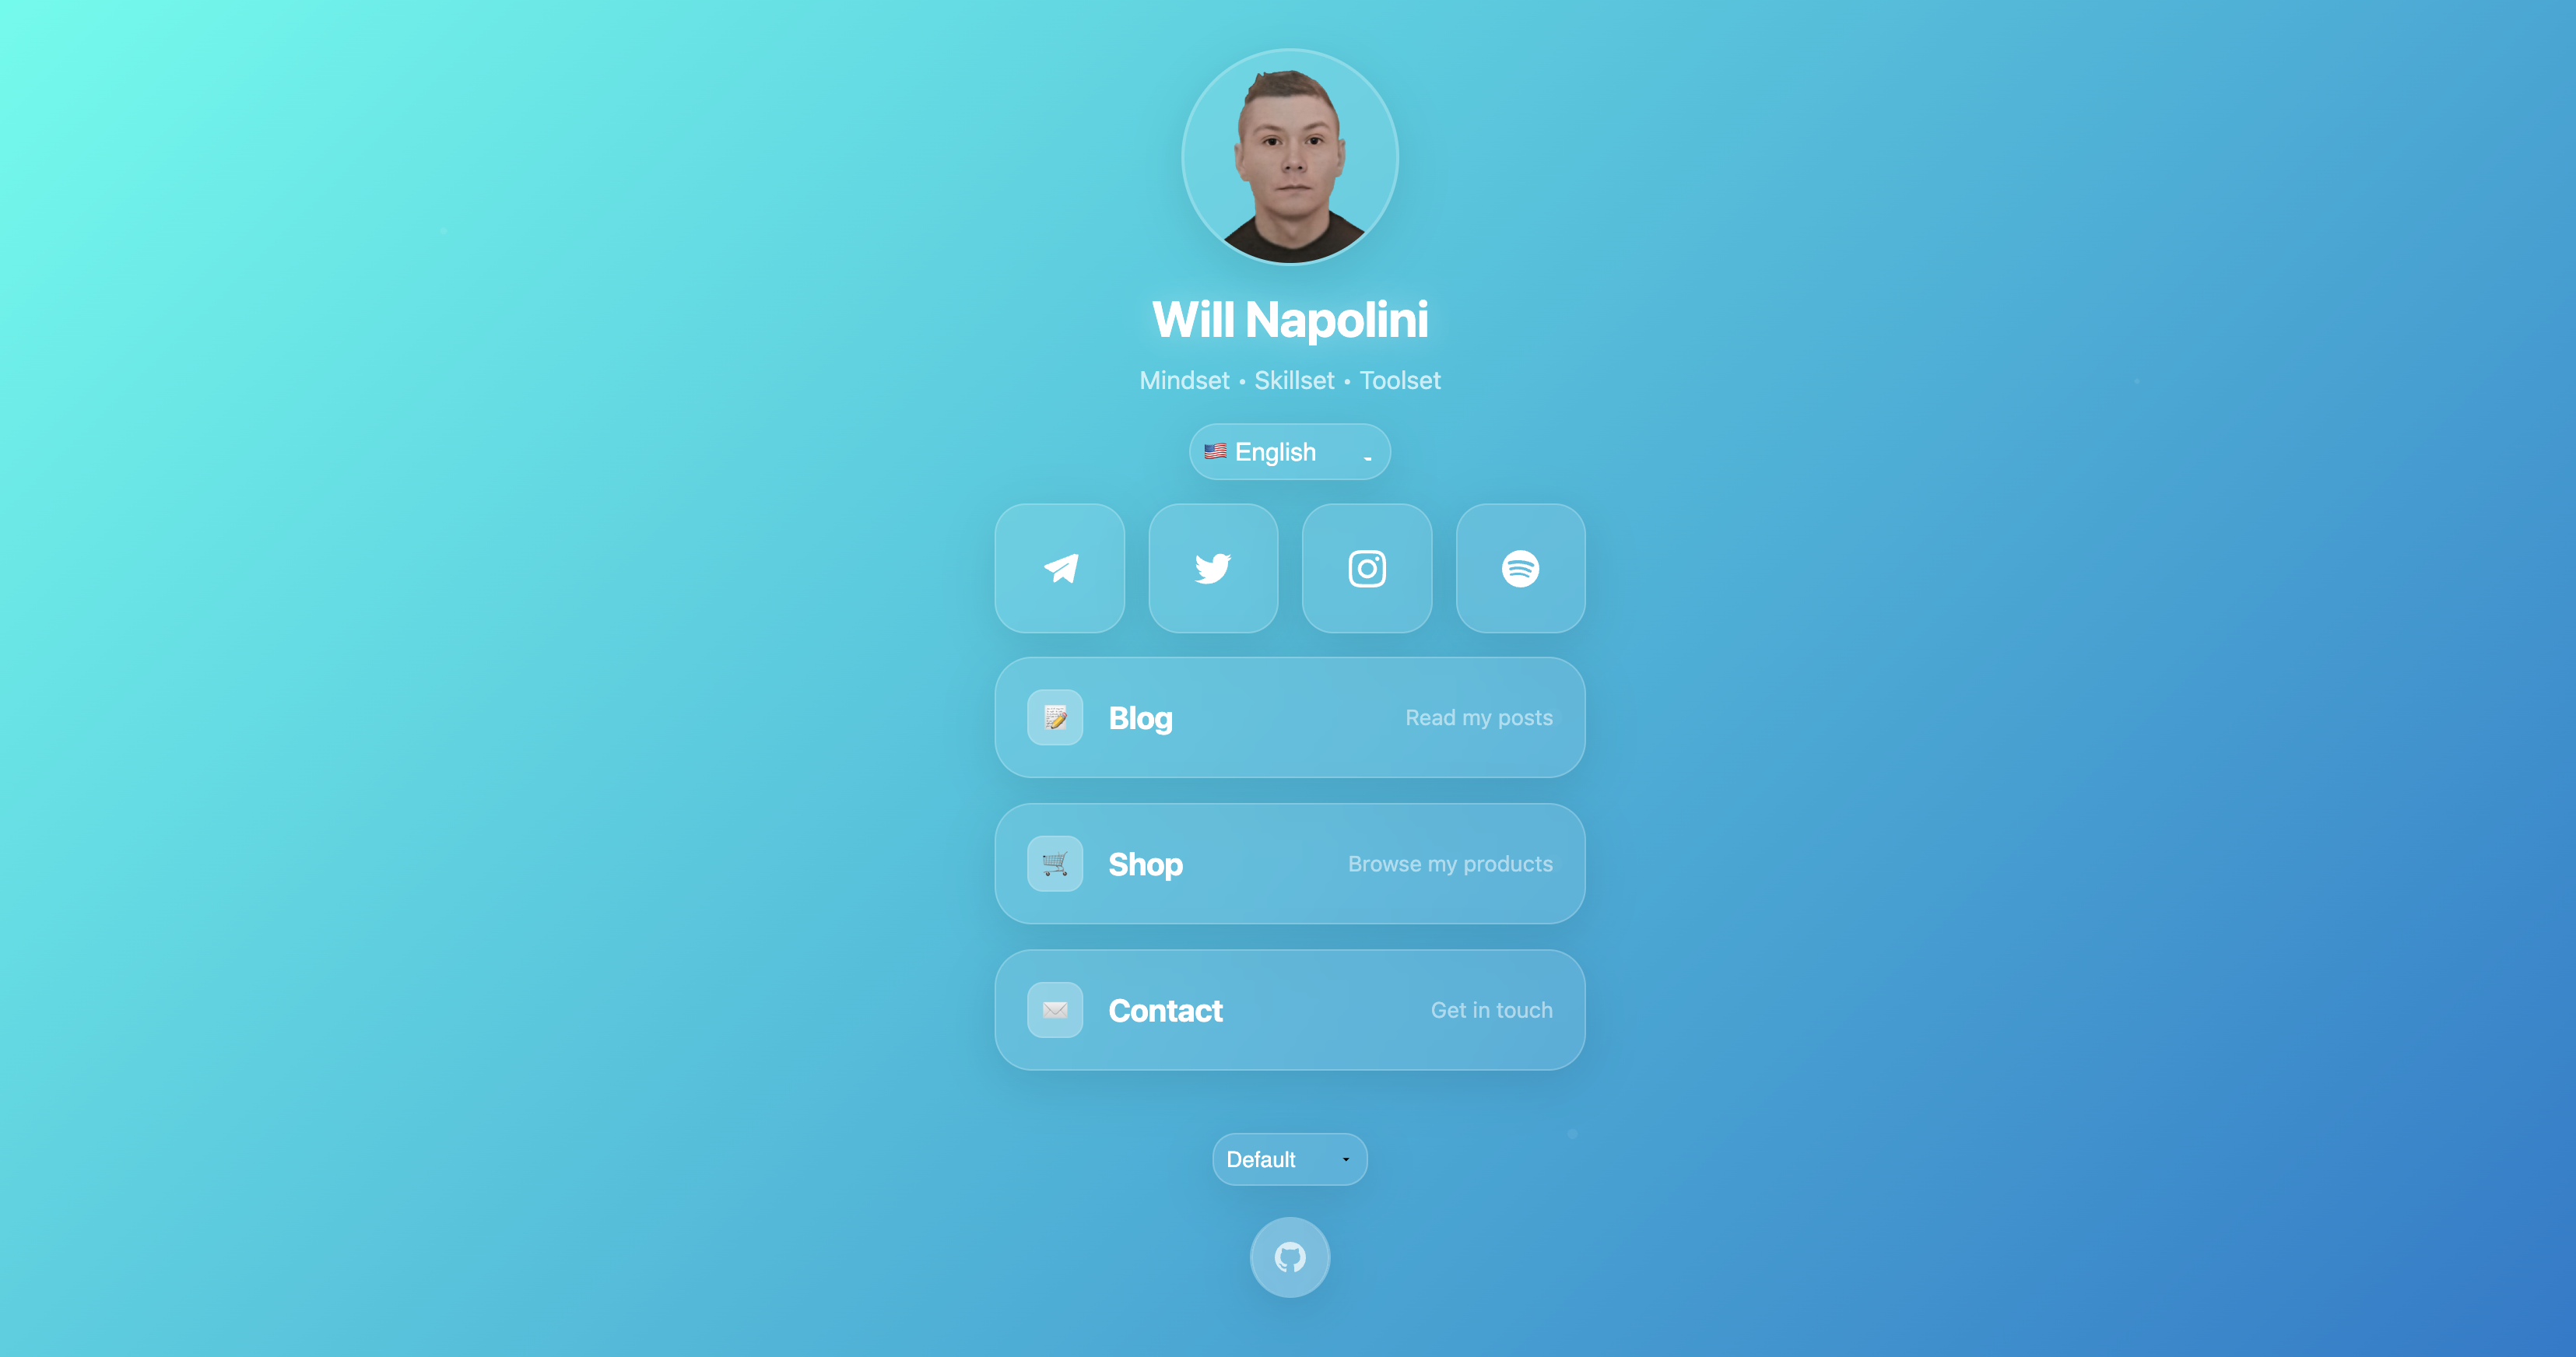 Will Napolini
Mindset • Skillset • Toolset
English
Blog
Read my posts
Shop
Browse my products
Contact
Get in touch
Default